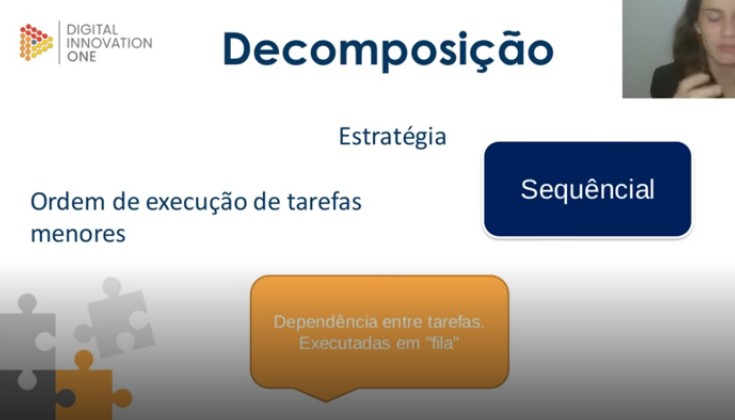 DIGITAL
INNOVATION
ONE
Decomposição
Estratégia
Sequêncial
Ordem de execução de tarefas
menores
Dependência entre tarefas.
Executadas em "fila"